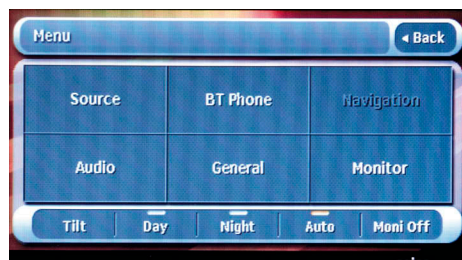 Menu
◂ Back
Source BT Phone Navigation
Audio General Monitor
Tilt Day Night Auto Moni Off